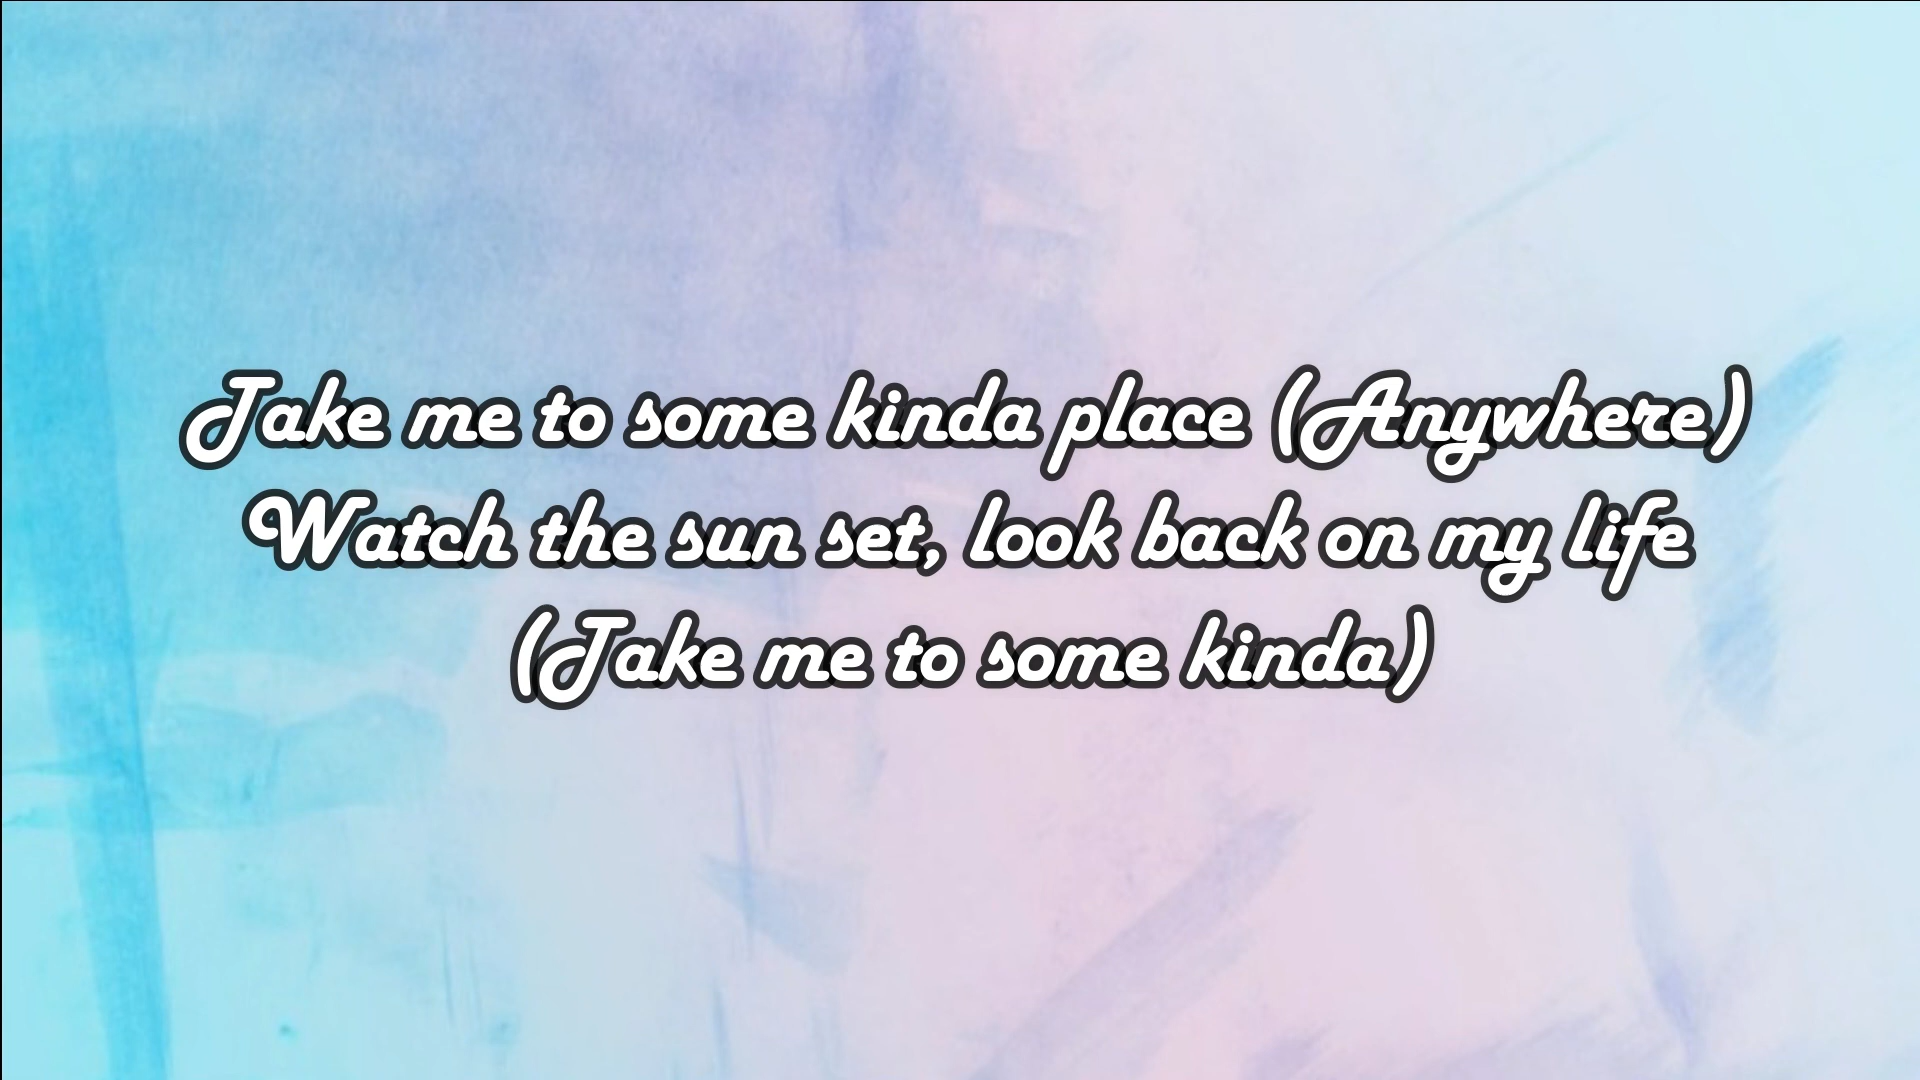 Take me to some kinda place (Anywhere)
Watch the sun set, look back on my life
(Take me to some kinda)